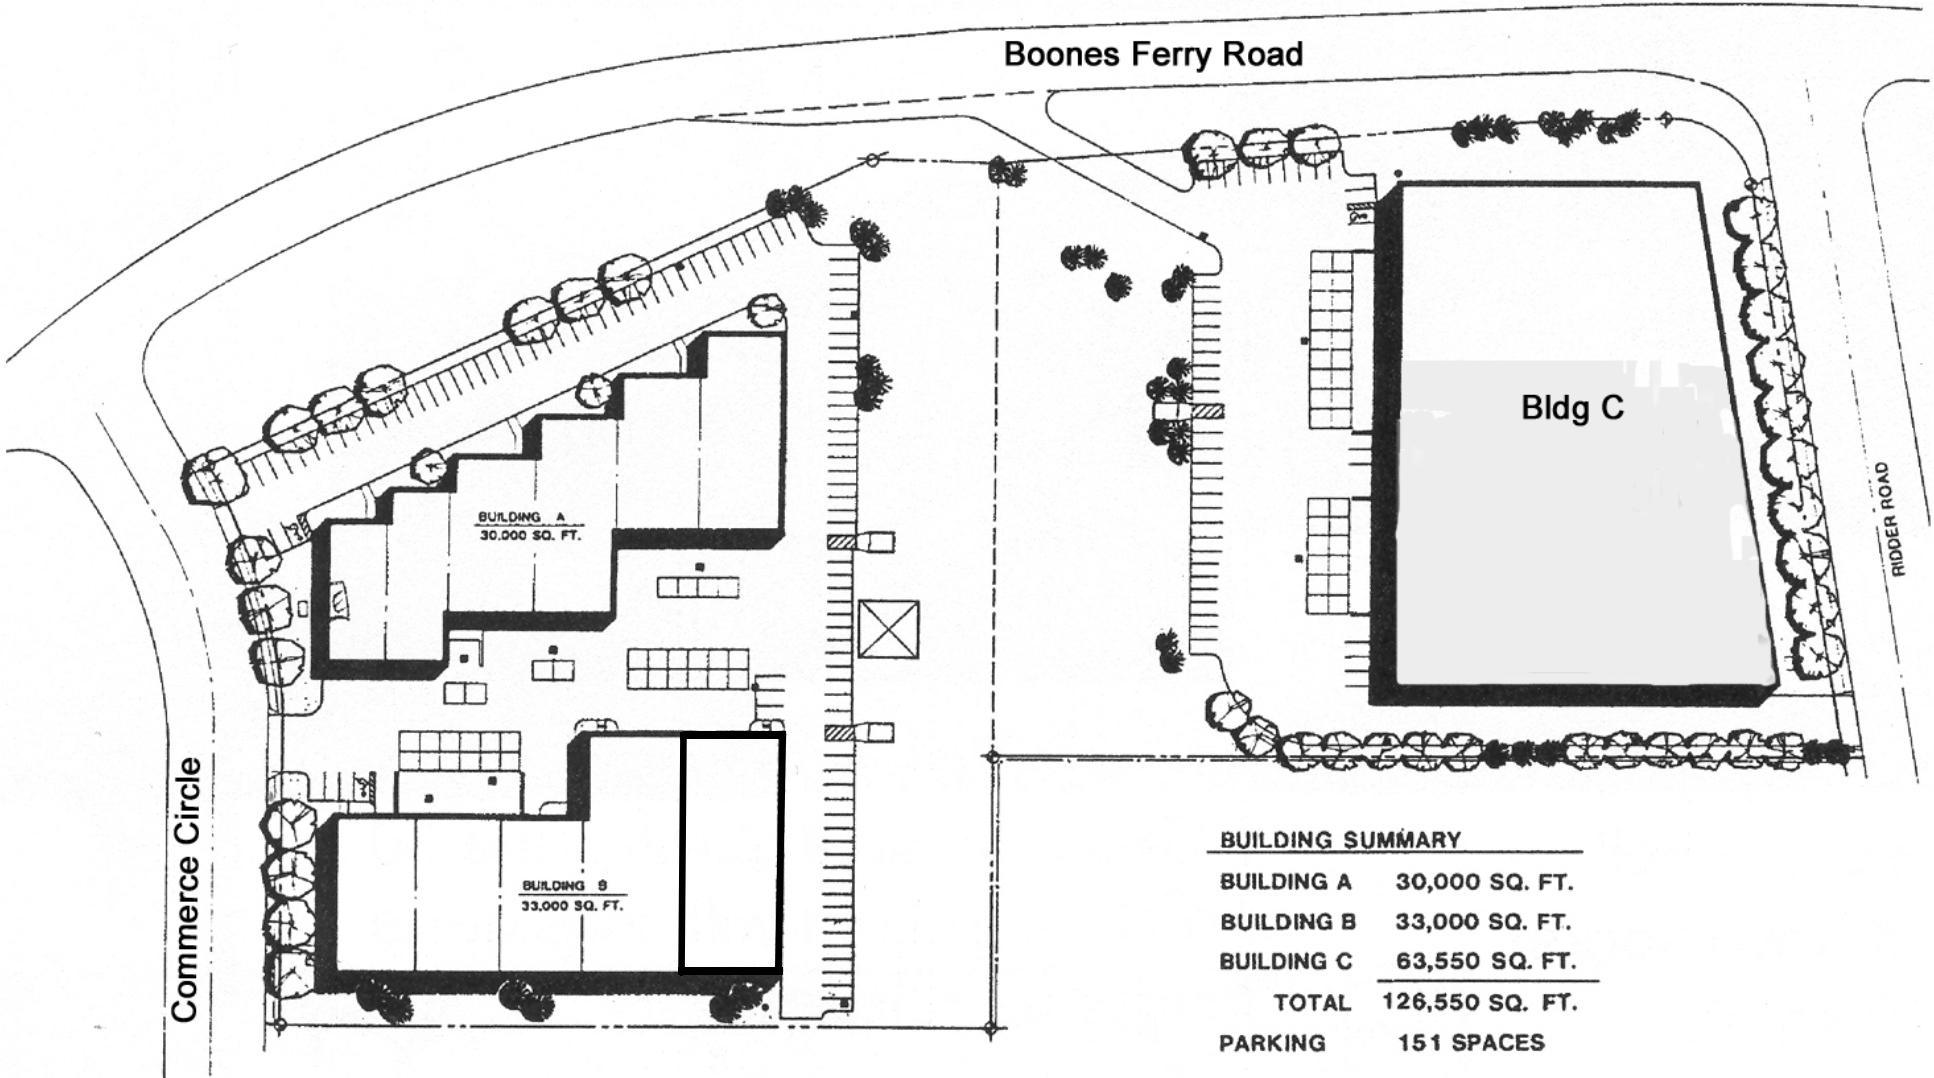 Boones Ferry Road
Bldg C
BUILDING A
30,000 SQ. FT.
RIDDER ROAD
Commerce Circle
BUILDING B
33,000 SQ. FT.
BUILDING SUMMARY
BUILDING A 30,000 SQ. FT.
BUILDING B 33,000 SQ. FT.
BUILDING C 63,550 SQ. FT.
TOTAL 126,550 SQ. FT.
PARKING 151 SPACES